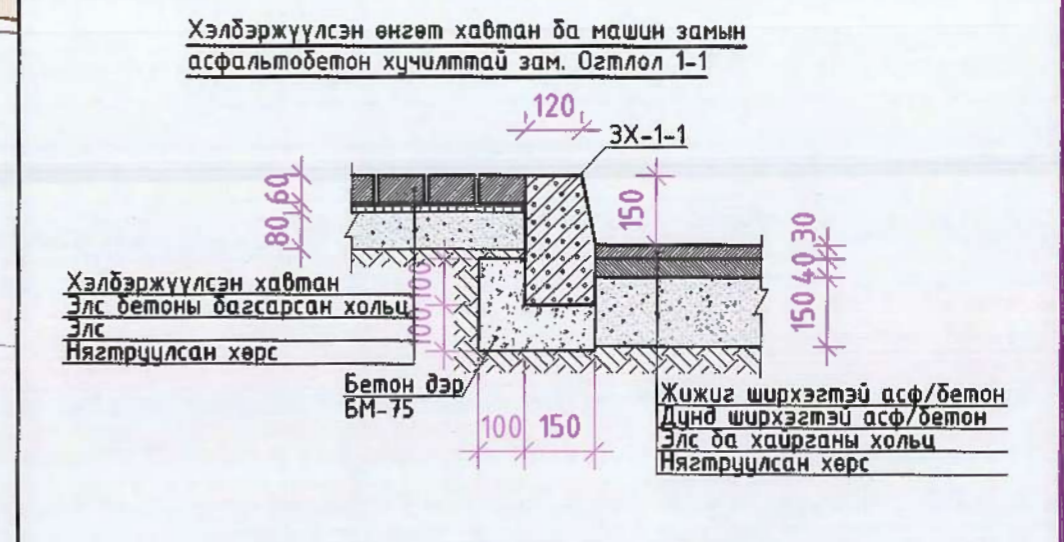 Хэлбэржүүлсэн өнгөт хавтан ба машин замын
асфальтобетон хучилттай зам. Огтлол 1-1
120
ЗХ-1-1
60
80
150
30
40
150
100
100
Хэлбэржүүлсэн хавтан
Элс бетоны багсарсан хольц
Элс
Нягтруулсан хөрс
Бетон дэр
БМ-75
100 150
Жижиг ширхэгтэй асф/бетон
Дунд ширхэгтэй асф/бетон
Элс ба хайрганы хольц
Нягтруулсан хөрс